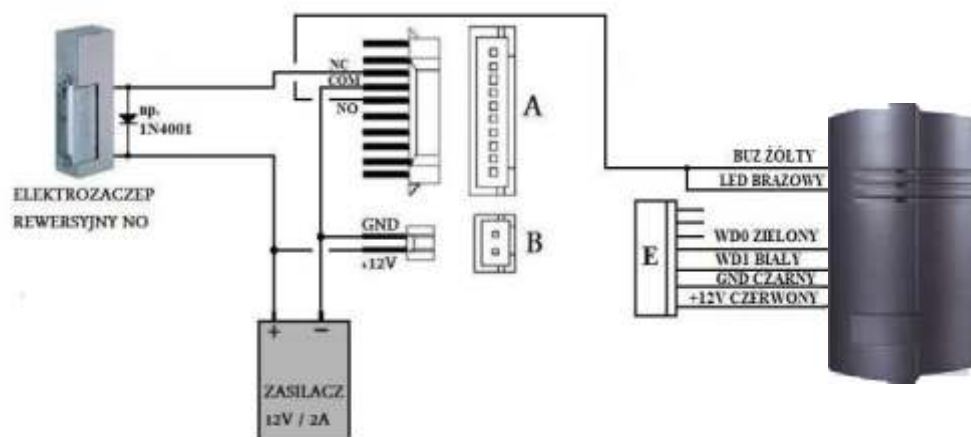 NC
COM
NO
np.
1N4001
ELEKTROZACZEP
REWERSYJNY NO
A
GND
+12V
B
+ −
ZASILACZ
12V / 2A
BUZ ŻÓŁTY
LED BRĄZOWY
E
WD0 ZIELONY
WD1 BIAŁY
GND CZARNY
+12V CZERWONY